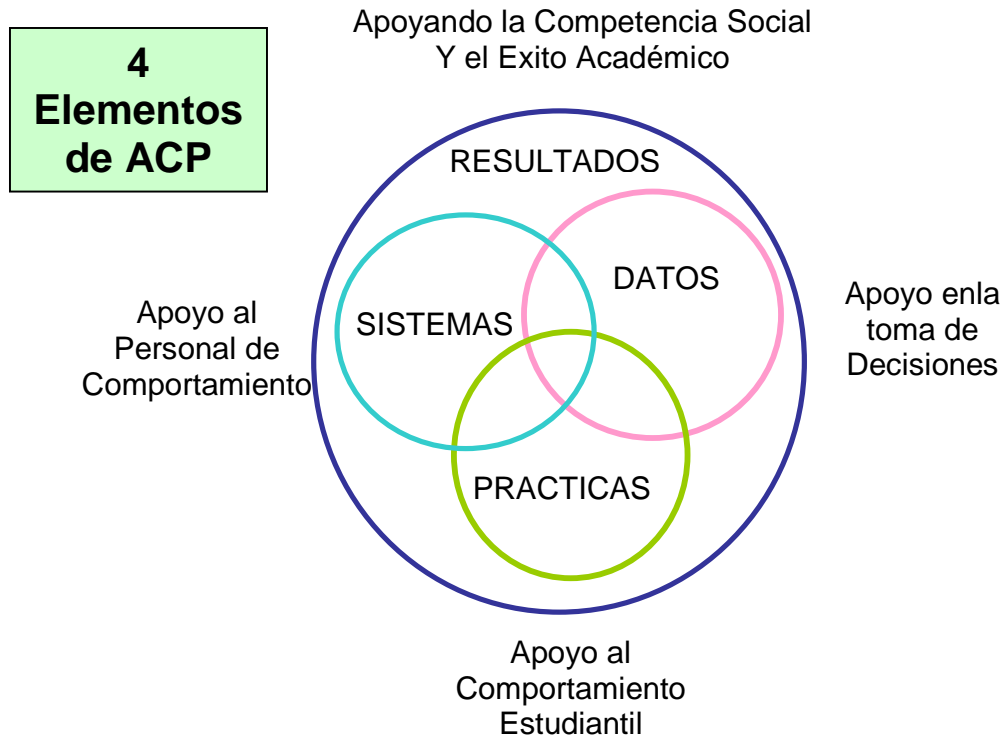 4
Elementos
de ACP
Apoyando la Competencia Social
Y el Exito Académico
RESULTADOS
DATOS
SISTEMAS
PRACTICAS
Apoyo al
Personal de
Comportamiento
Apoyo enla
toma de
Decisiones
Apoyo al
Comportamiento
Estudiantil